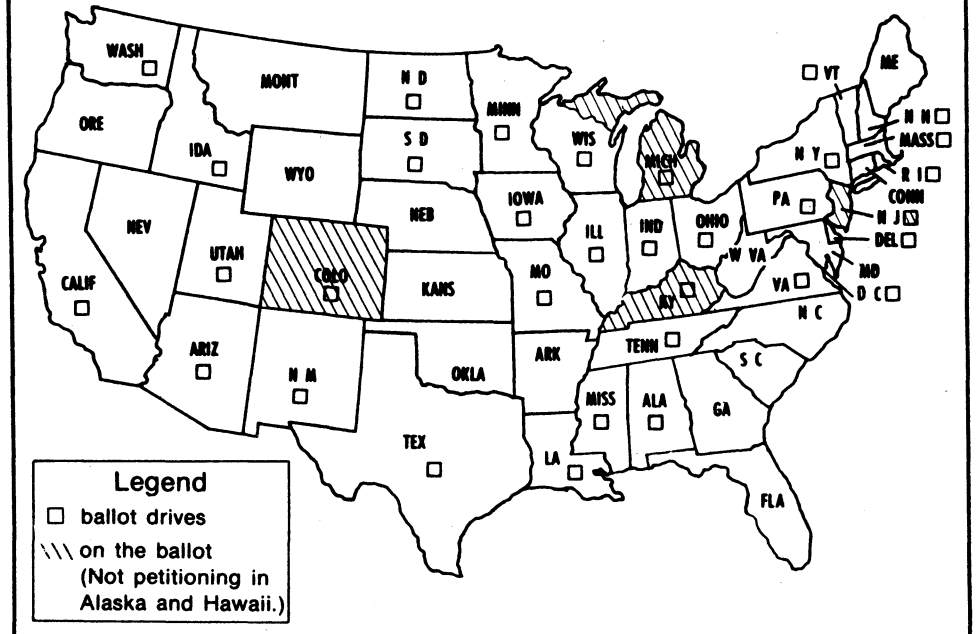 WASH
MONT
N D
MINN
VT
ME
ORE
IDA
S D
WIS
MICH
N Y
N H
MASS
R I
CONN
WYO
NEB
IOWA
PA
N J
DEL
NEV
UTAH
COLO
KANS
MO
ILL
IND
OHIO
W VA
VA
MD
D C
CALIF
KY
N C
ARIZ
N M
OKLA
ARK
TENN
S C
TEX
LA
MISS
ALA
GA
FLA
Legend
ballot drives
on the ballot
(Not petitioning in
Alaska and Hawaii.)